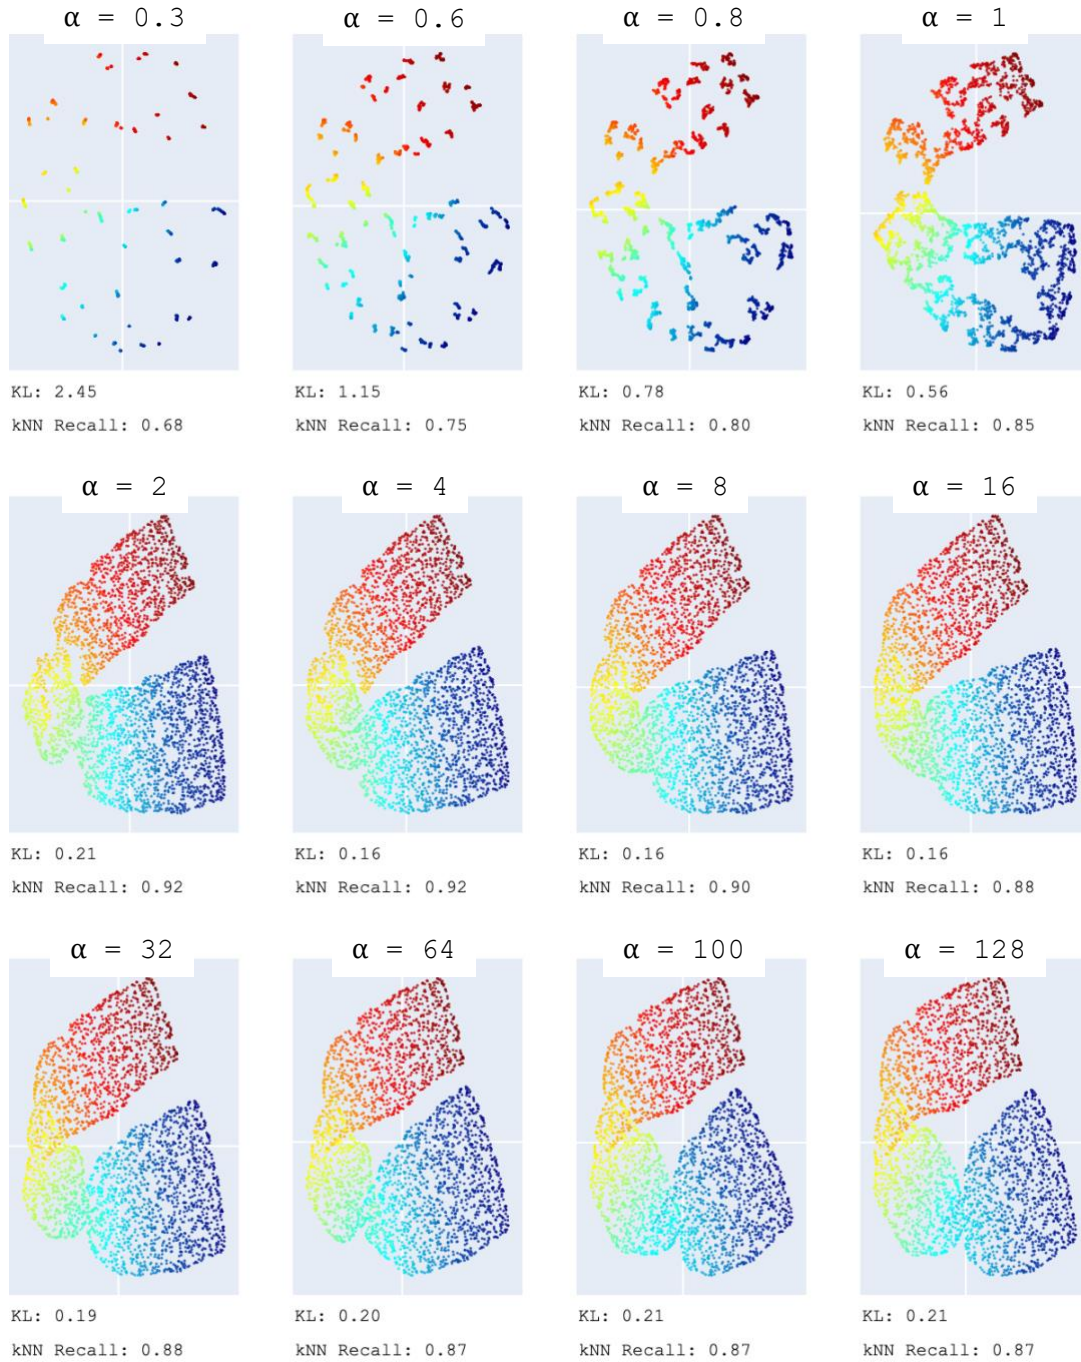 α = 0.3
α = 0.6
α = 0.8
α = 1
KL: 2.45
KL: 1.15
KL: 0.78
KL: 0.56
kNN Recall: 0.68
kNN Recall: 0.75
kNN Recall: 0.80
kNN Recall: 0.85
α = 2
α = 4
α = 8
α = 16
KL: 0.21
KL: 0.16
KL: 0.16
KL: 0.16
kNN Recall: 0.92
kNN Recall: 0.92
kNN Recall: 0.90
kNN Recall: 0.88
α = 32
α = 64
α = 100
α = 128
KL: 0.19
KL: 0.20
KL: 0.21
KL: 0.21
kNN Recall: 0.88
kNN Recall: 0.87
kNN Recall: 0.87
kNN Recall: 0.87